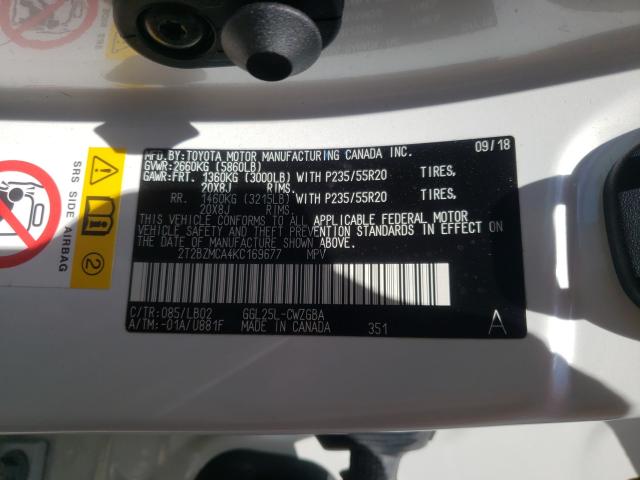 MFD.BY:TOYOTA MOTOR MANUFACTURING CANADA INC. 09/18
GVWR:2660KG (5860LB)
GAWR:FRT. 1360KG (3000LB) WITH P235/55R20 TIRES,
20X8J RIMS.
RR. 1460KG (3215LB) WITH P235/55R20 TIRES,
20X8J RIMS.
THIS VEHICLE CONFORMS TO ALL APPLICABLE FEDERAL MOTOR
VEHICLE SAFETY AND THEFT PREVENTION STANDARDS IN EFFECT ON
THE DATE OF MANUFACTURE SHOWN ABOVE.
2T2BZMCA4KC169677 MPV
C/TR:085/LB02 GGL25L-CWZGBA
A/TM:-01A/U881F MADE IN CANADA 351 A
SRS SIDE AIRBAG
2